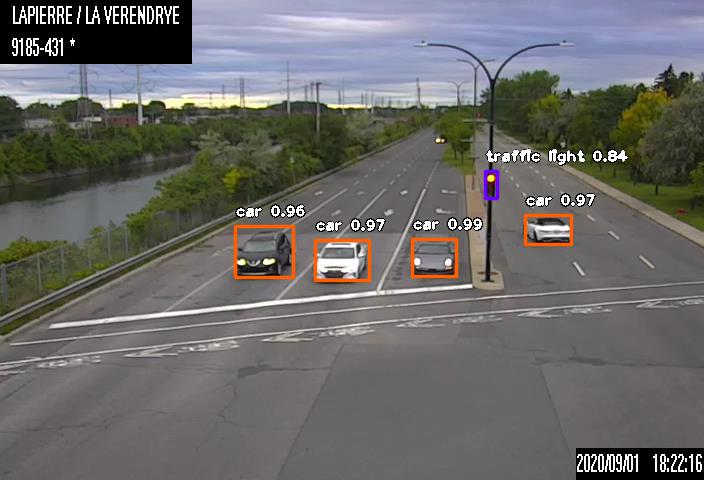 LAPIERRE / LA VERENDRYE
9185-431 *
traffic light 0.84
car 0.97
car 0.96
car 0.97
car 0.99
2020/09/01 18:22:16